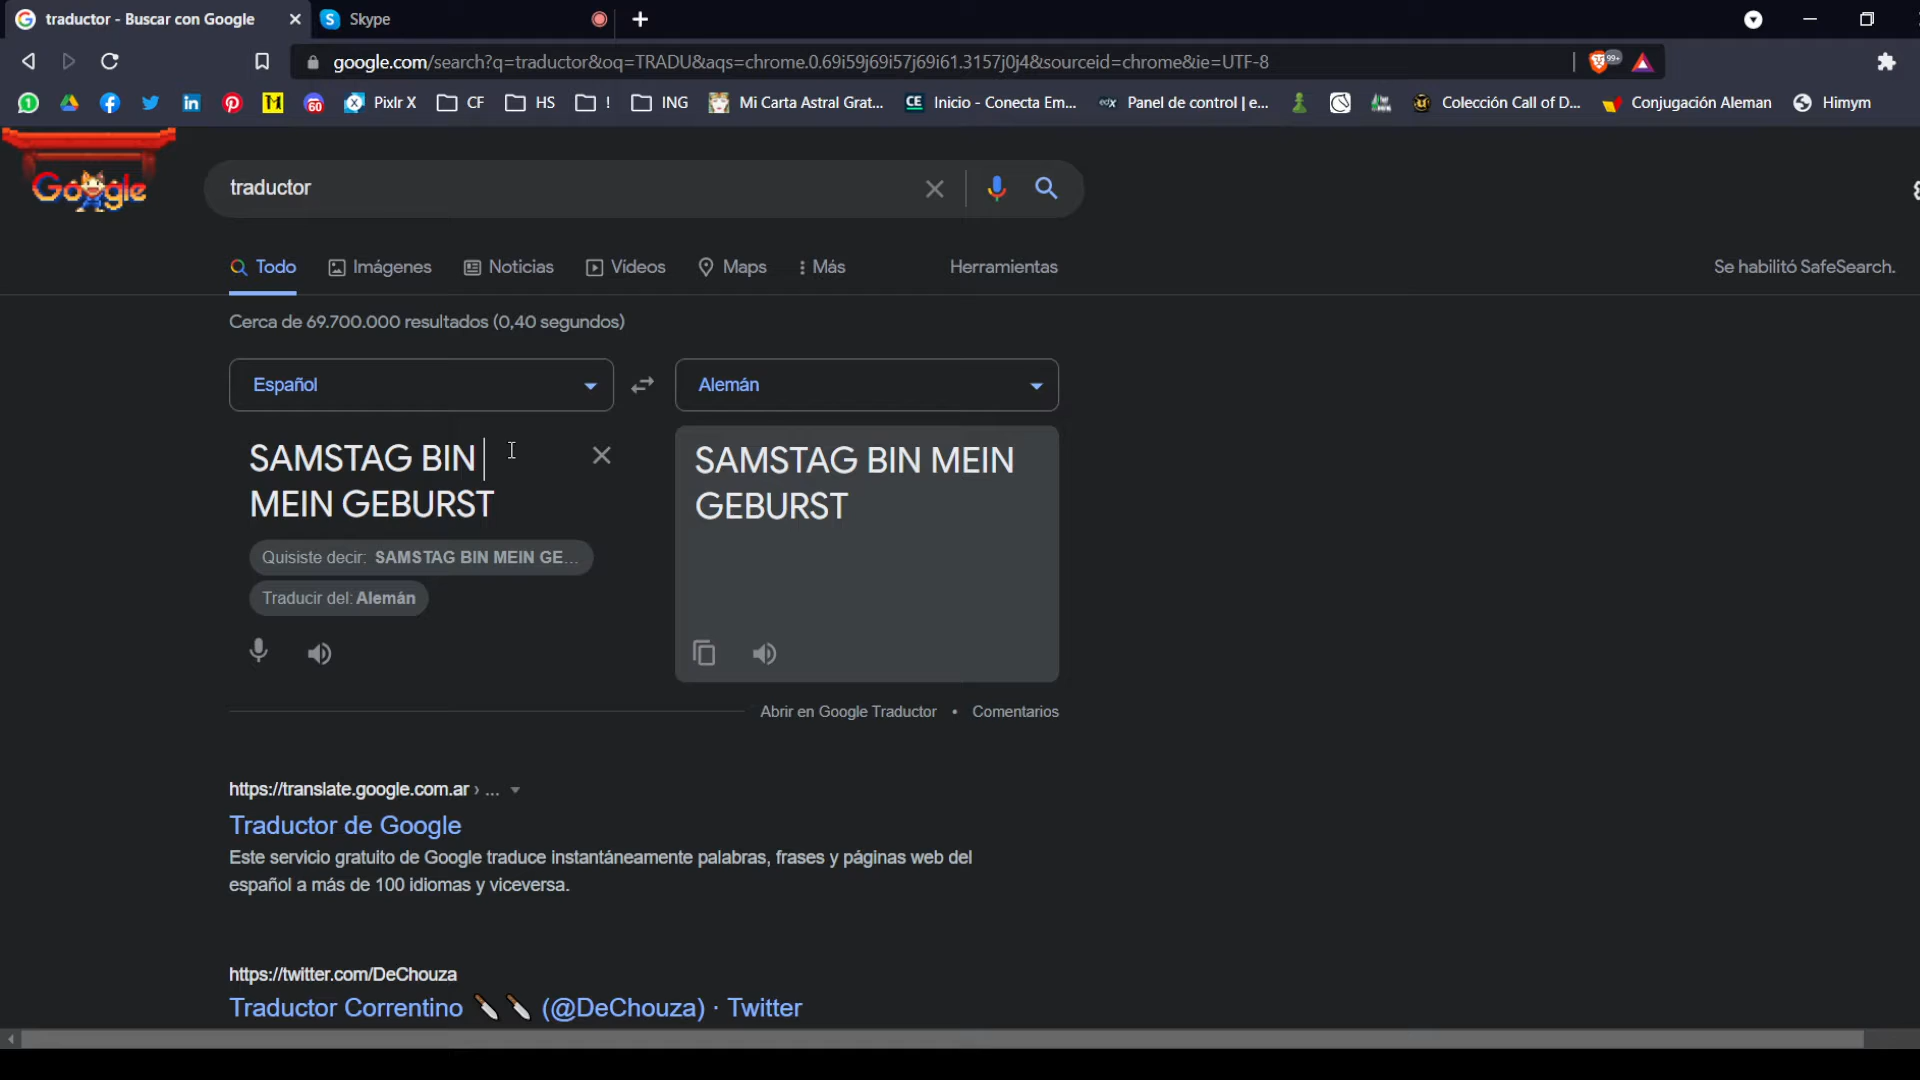 traductor - Buscar con Google
Skype
google.com/search?q=traductor&oq=TRADU&aqs=chrome.0.69i59j69i57j69i61.3157j0j4&sourceid=chrome&ie=UTF-8
99+
60
Pixlr X
CF
HS
!
ING
Mi Carta Astral Grat...
CE Inicio - Conecta Em...
edx Panel de control | e...
Colección Call of D...
Conjugación Aleman
Himym
Google
traductor
Todo
Imágenes
Noticias
Vídeos
Maps
Más
Herramientas
Se habilitó SafeSearch.
Cerca de 69.700.000 resultados (0,40 segundos)
Español
Alemán
SAMSTAG BIN
MEIN GEBURST
SAMSTAG BIN MEIN
GEBURST
Quisiste decir: SAMSTAG BIN MEIN GE...
Traducir del: Alemán
Abrir en Google Traductor • Comentarios
https://translate.google.com.ar › ...
Traductor de Google
Este servicio gratuito de Google traduce instantáneamente palabras, frases y páginas web del
español a más de 100 idiomas y viceversa.
https://twitter.com/DeChouza
Traductor Correntino 🔪🔪 (@DeChouza) · Twitter